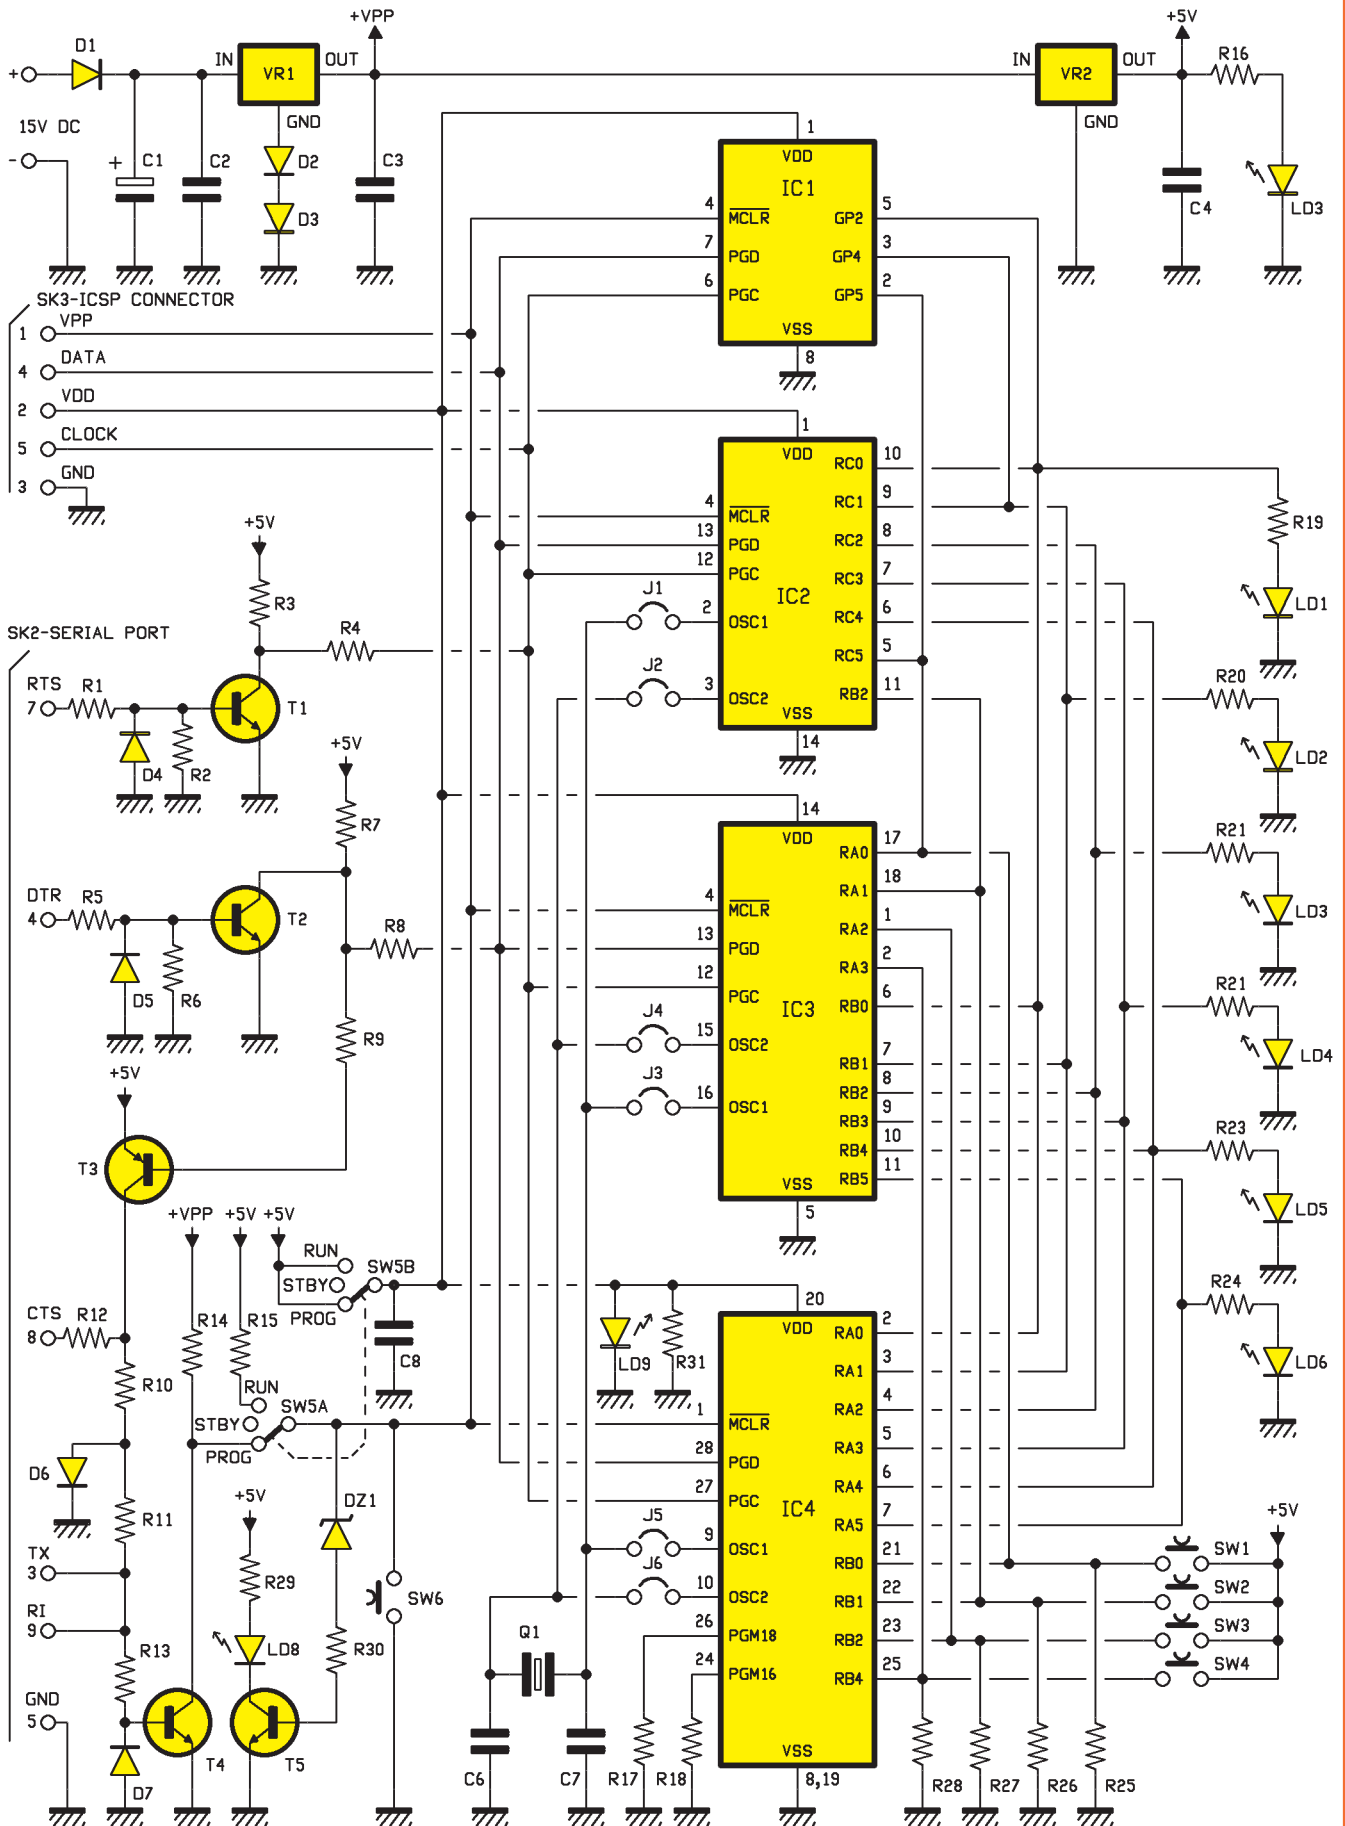 +VPP
+5V
D1
IN
VR1
OUT
IN
VR2
OUT
R16
+
15V DC
GND
GND
1
-
+
C1
C2
D2
C3
VDD
IC1
C4
LD3
D3
4
MCLR
GP2
5
7
PGD
GP4
3
6
PGC
GP5
2
VSS
8
SK3-ICSP CONNECTOR
1
VPP
4
DATA
2
VDD
5
CLOCK
3
GND
1
VDD
RC0
10
4
MCLR
RC1
9
13
PGD
RC2
8
12
PGC
RC3
7
IC2
J1
2
OSC1
RC4
6
RC5
5
J2
3
OSC2
RB2
11
VSS
14
R19
LD1
R20
LD2
+5V
R3
R4
SK2-SERIAL PORT
RTS
7
R1
T1
D4
R2
+5V
R7
14
VDD
RA0
17
R21
LD3
DTR
4
R5
T2
RA1
18
4
MCLR
RA2
1
R8
13
PGD
RA3
2
D5
R6
12
PGC
RB0
6
R21
R9
IC3
J4
15
OSC2
RB1
7
LD4
J3
16
OSC1
RB2
8
RB3
9
RB4
10
R23
RB5
11
VSS
5
LD5
+5V
T3
+VPP
+5V
+5V
RUN
STBY
SW5B
PROG
R24
20
VDD
RA0
2
CTS
8
R12
R14
R15
C8
LD9
R31
RA1
3
LD6
R10
RUN
STBY
SW5A
PROG
1
MCLR
RA2
4
28
PGD
RA3
5
D6
27
PGC
RA4
6
+5V
DZ1
IC4
R11
J5
9
OSC1
RA5
7
+5V
TX
3
R29
J6
10
OSC2
RB0
21
SW1
SW6
RB1
22
SW2
RI
9
26
PGM18
RB2
23
SW3
R13
LD8
R30
Q1
24
PGM16
RB4
25
SW4
GND
5
T4
T5
D7
C6
C7
R17
R18
VSS
8,19
R28
R27
R26
R25